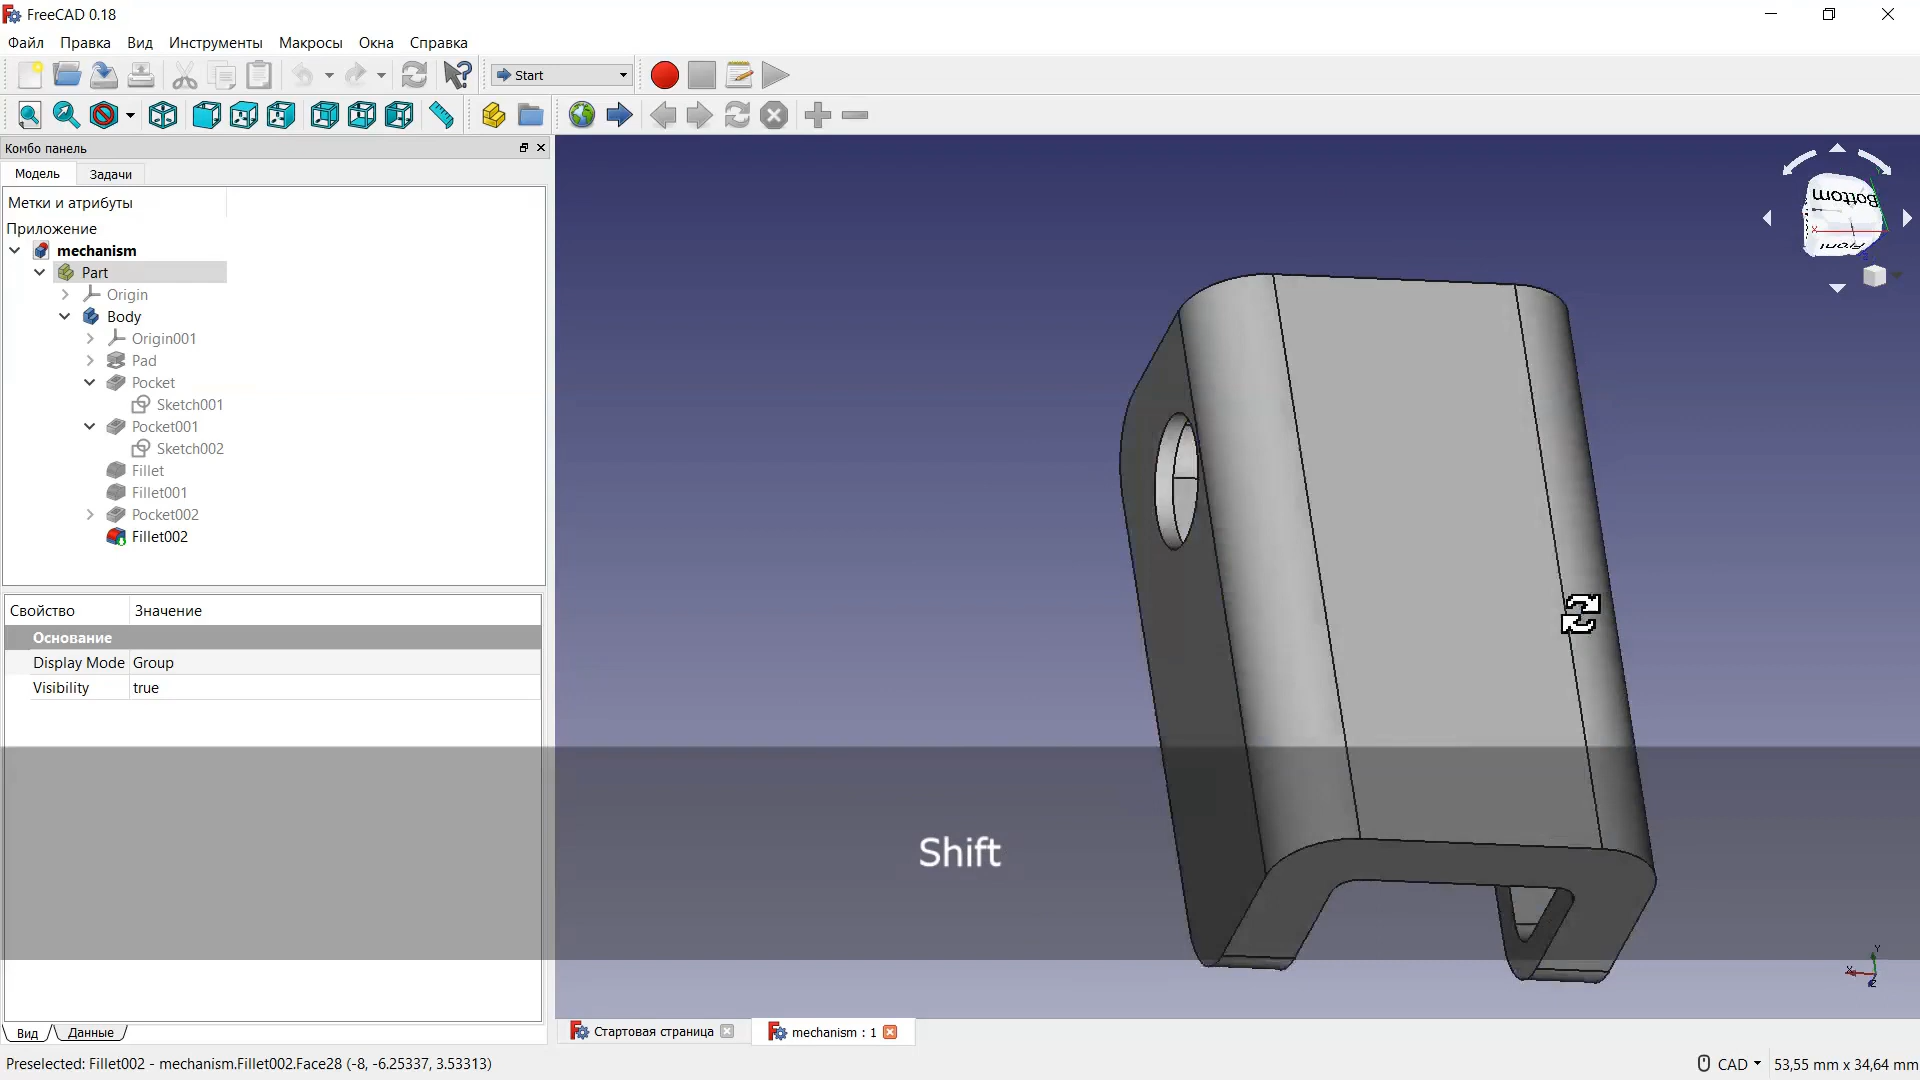 FreeCAD 0.18
Файл Правка Вид Инструменты Макросы Окна Справка
Start
Комбо панель
Модель Задачи
Метки и атрибуты
Приложение
mechanism
Part
Origin
Body
Origin001
Pad
Pocket
Sketch001
Pocket001
Sketch002
Fillet
Fillet001
Pocket002
Fillet002
Свойство Значение
Основание
Display Mode Group
Visibility true
Bottom
Front
Shift
Y
X
Z
Вид Данные
Стартовая страница mechanism : 1
Preselected: Fillet002 - mechanism.Fillet002.Face28 (-8, -6.25337, 3.53313)
CAD 53,55 mm x 34,64 mm